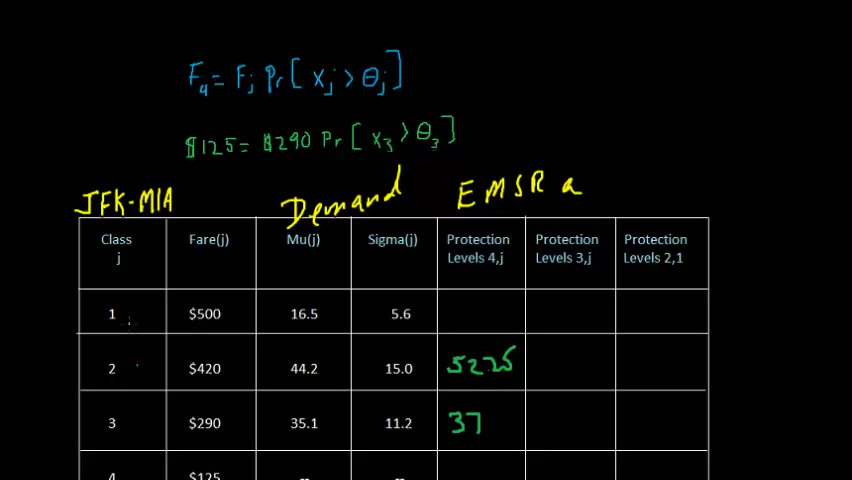 F4 = Fj Pr[ xj > θj ]
$125 = $290 Pr[ x3 > θ3 ]
JFK-MIA Demand EMSR a
Class j Fare(j) Mu(j) Sigma(j) Protection Levels 4,j Protection Levels 3,j Protection Levels 2,1
1 $500 16.5 5.6
2 $420 44.2 15.0 52.25
3 $290 35.1 11.2 37
4 $125 -- --